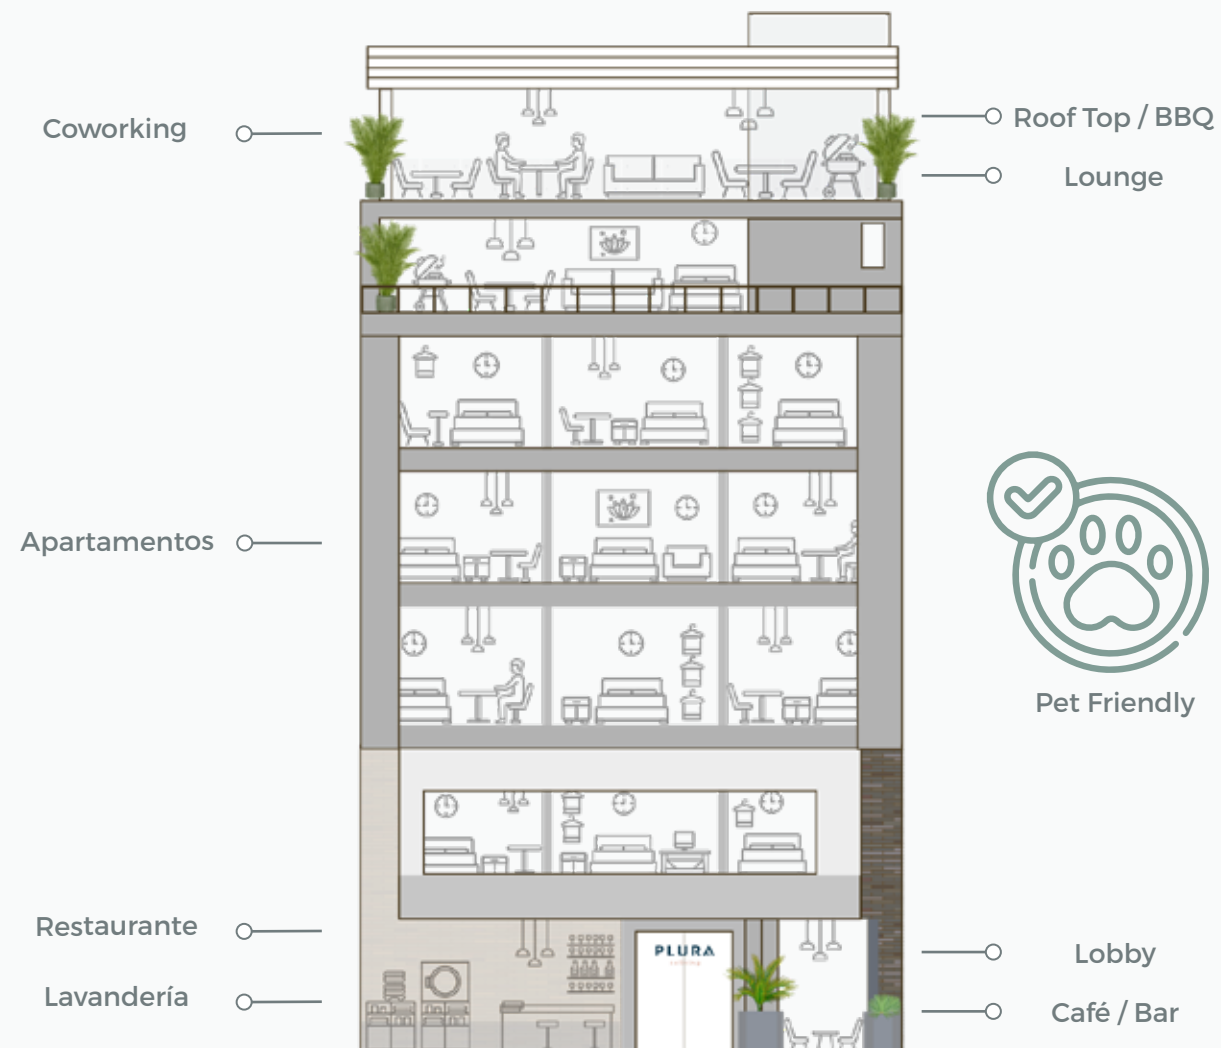 Coworking
Roof Top / BBQ
Lounge
Apartamentos
Pet Friendly
Restaurante
PLURA
Lobby
Lavandería
Café / Bar